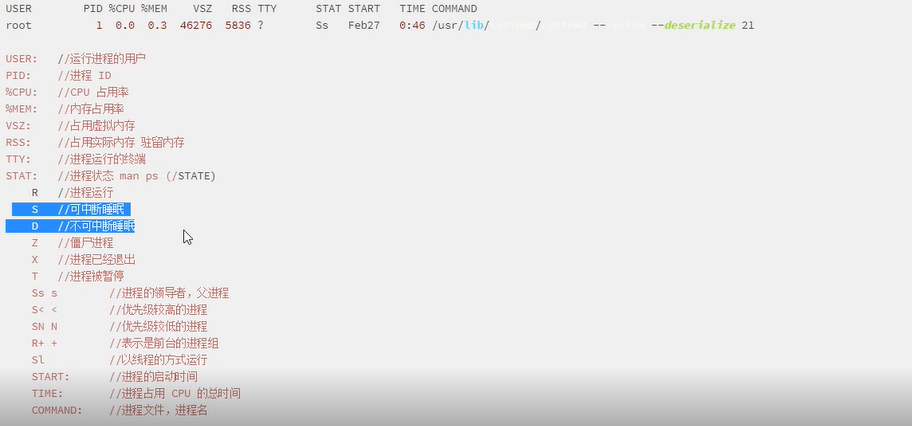 USER PID %CPU %MEM VSZ RSS TTY STAT START TIME COMMAND
root 1 0.0 0.3 46276 5836 ? Ss Feb27 0:46 /usr/lib/ / -- --deserialize 21
USER: //运行进程的用户
PID: //进程 ID
%CPU: //CPU 占用率
%MEM: //内存占用率
VSZ: //占用虚拟内存
RSS: //占用实际内存 驻留内存
TTY: //进程运行的终端
STAT: //进程状态 man ps (/STATE)
R //进程运行
S //可中断睡眠
D //不可中断睡眠
Z //僵尸进程
X //进程已经退出
T //进程被暂停
Ss s //进程的领导者，父进程
S< < //优先级较高的进程
SN N //优先级较低的进程
R+ + //表示是前台的进程组
Sl //以线程的方式运行
START: //进程的启动时间
TIME: //进程占用 CPU 的总时间
COMMAND: //进程文件，进程名